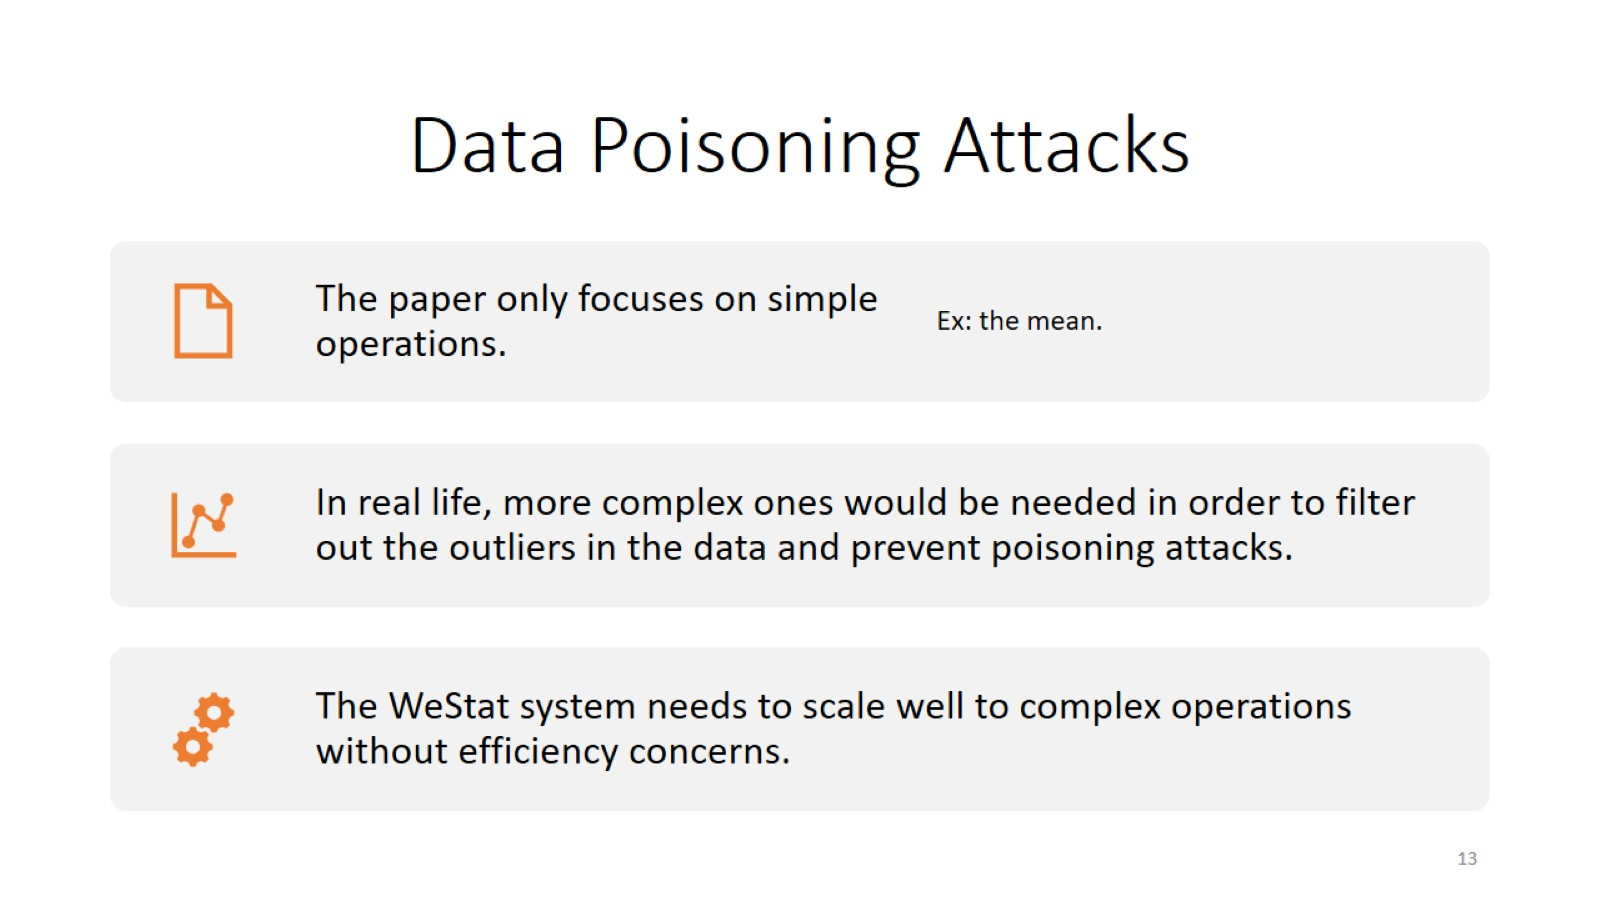 Data Poisoning Attacks
The paper only focuses on simple
operations.
Ex: the mean.
In real life, more complex ones would be needed in order to filter
out the outliers in the data and prevent poisoning attacks.
The WeStat system needs to scale well to complex operations
without efficiency concerns.
13